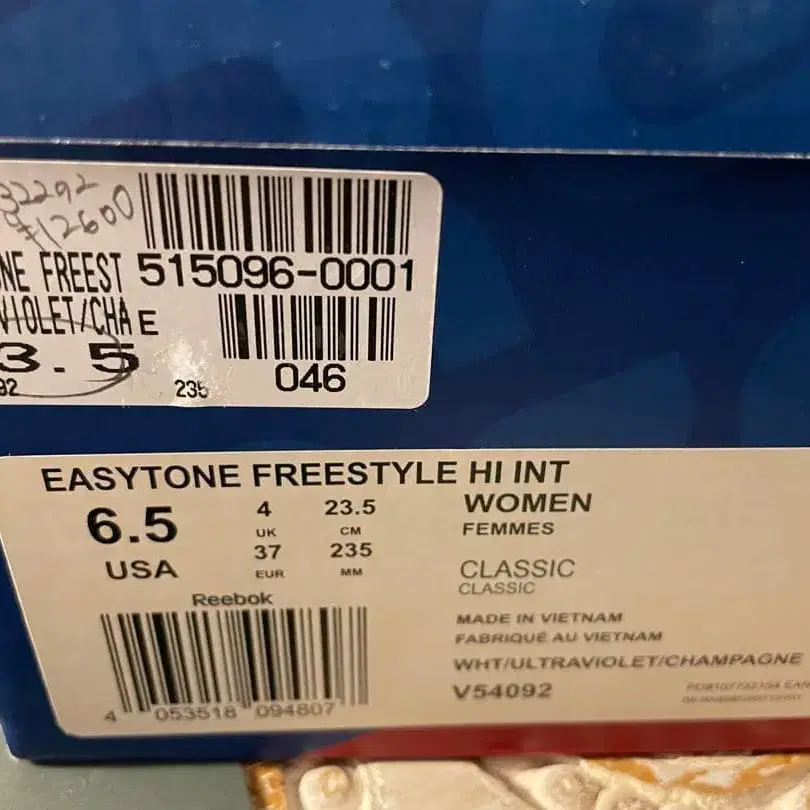 32292
¥12600
NE FREEST 515096-0001
VIOLET/CHA E
3.5
92 235 046
EASYTONE FREESTYLE HI INT
6.5 4 23.5 WOMEN
UK CM FEMMES
USA 37 235
EUR MM CLASSIC
CLASSIC
Reebok
MADE IN VIETNAM
FABRIQUÉ AU VIETNAM
WHT/ULTRAVIOLET/CHAMPAGNE
V54092
4 053518 094807